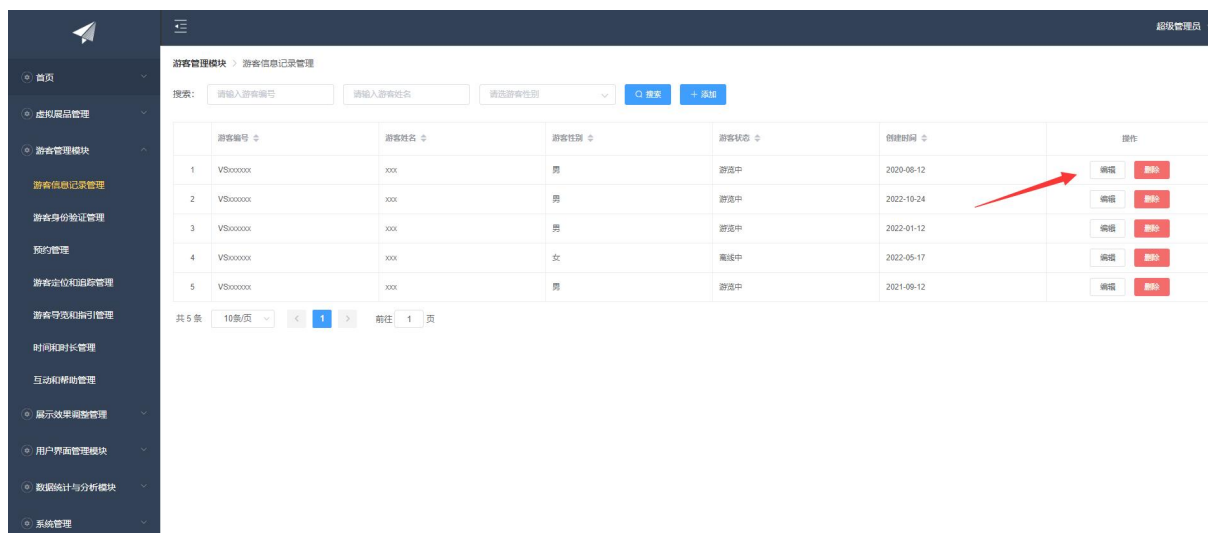 超级管理员
首页
虚拟展品管理
游客管理模块
游客信息记录管理
游客身份验证管理
预约管理
游客定位和追踪管理
游客导览和指引管理
时间和时长管理
互动和帮助管理
展示效果调整管理
用户界面管理模块
数据统计与分析模块
系统管理
游客管理模块 > 游客信息记录管理
搜索: 请输入游客编号 请输入游客姓名 请选游客性别 搜索 + 添加
游客编号 游客姓名 游客性别 游客状态 创建时间 操作
1 VSxxxxxx xxx 男 游览中 2020-08-12 编辑 删除
2 VSxxxxxx xxx 男 游览中 2022-10-24 编辑 删除
3 VSxxxxxx xxx 男 游览中 2022-01-12 编辑 删除
4 VSxxxxxx xxx 女 离线中 2022-05-17 编辑 删除
5 VSxxxxxx xxx 男 游览中 2021-09-12 编辑 删除
共 5 条 10条/页 < 1 > 前往 1 页